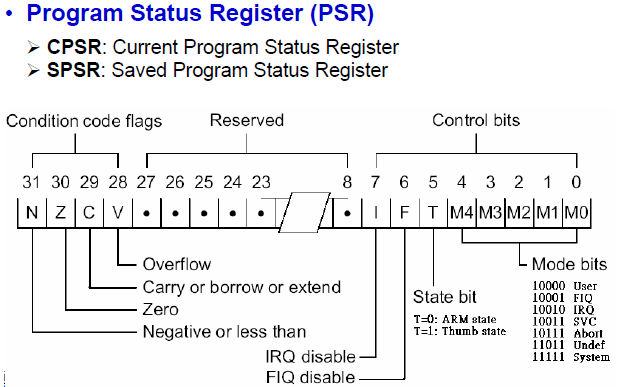 • Program Status Register (PSR)
➢ CPSR: Current Program Status Register
➢ SPSR: Saved Program Status Register
Condition code flags Reserved Control bits
31 30 29 28 27 26 25 24 23 8 7 6 5 4 3 2 1 0
N Z C V • • • • • • I F T M4 M3 M2 M1 M0
Overflow
Carry or borrow or extend
Zero
Negative or less than
IRQ disable
FIQ disable
State bit
T=0: ARM state
T=1: Thumb state
Mode bits
10000 User
10001 FIQ
10010 IRQ
10011 SVC
10111 Abort
11011 Undef
11111 System